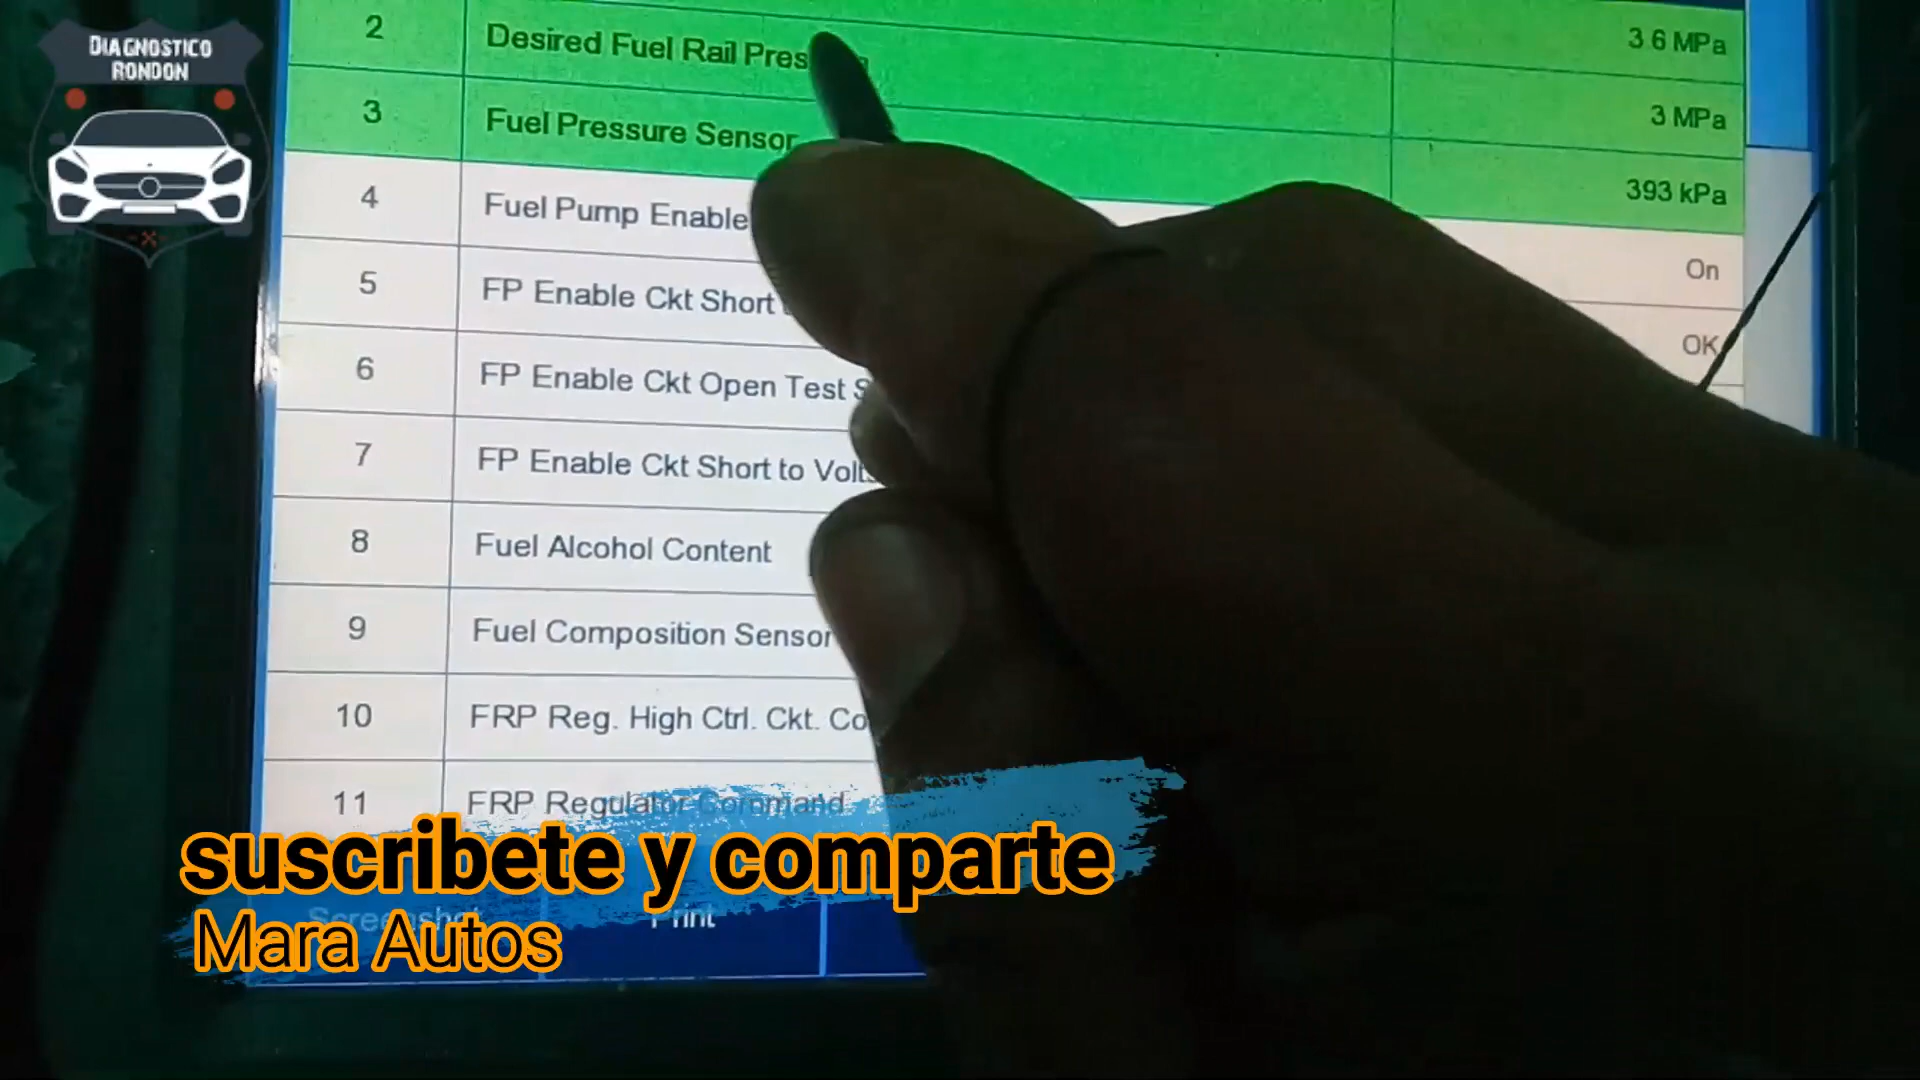 DIAGNOSTICO
RONDON
3.6 MPa
2 Desired Fuel Rail 3 MPa
3 Fuel Pressure Sensor 393 kPa
4 Fuel Pump Enable On
5 FP Enable Ckt Short OK
6 FP Enable Ckt Open Test
7 FP Enable Ckt Short to
8 Fuel Alcohol Content
9 Fuel Composition Sensor
10 FRP Reg. High Ctrl. Ckt.
11 FRP Regulator Command
suscribete y comparte
Print
Mara Autos